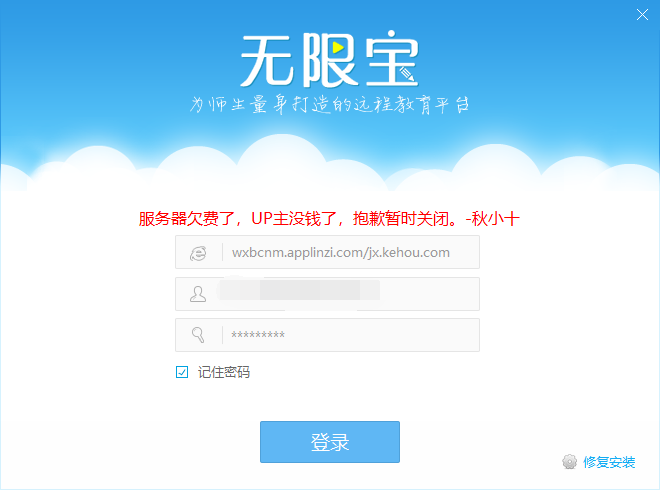 无限宝
为师生量身打造的远程教育平台
服务器欠费了，UP主没钱了，抱歉暂时关闭。-秋小十
wxbcnm.applinzi.com/jx.kehou.com
*********
记住密码
登录
修复安装